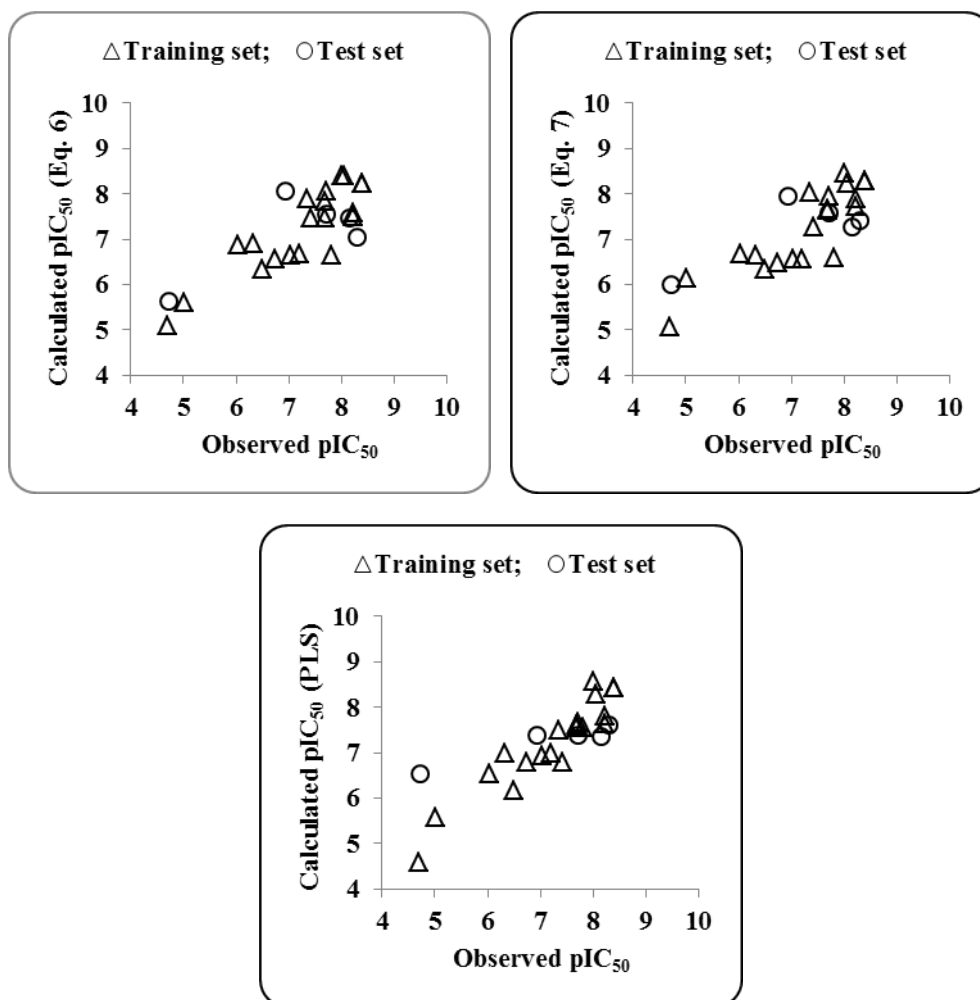 △Training set; ○Test set
Calculated pIC₅₀ (Eq. 6)
10
9
8
7
6
5
4
4 5 6 7 8 9 10
Observed pIC₅₀
△Training set; ○Test set
Calculated pIC₅₀ (Eq. 7)
10
9
8
7
6
5
4
4 5 6 7 8 9 10
Observed pIC₅₀
△Training set; ○Test set
Calculated pIC₅₀ (PLS)
10
9
8
7
6
5
4
4 5 6 7 8 9 10
Observed pIC₅₀